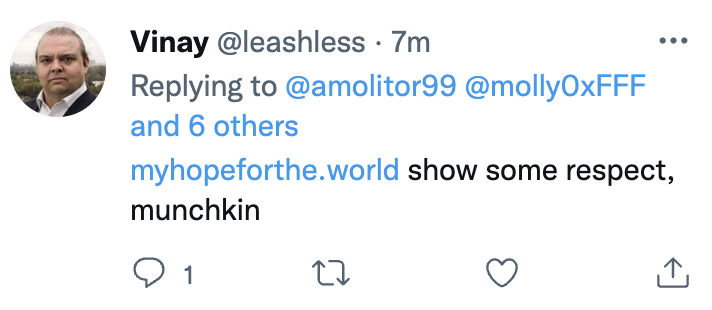 Vinay @leashless · 7m
Replying to @amolitor99 @molly0xFFF
and 6 others
myhopeforthe.world show some respect,
munchkin
1